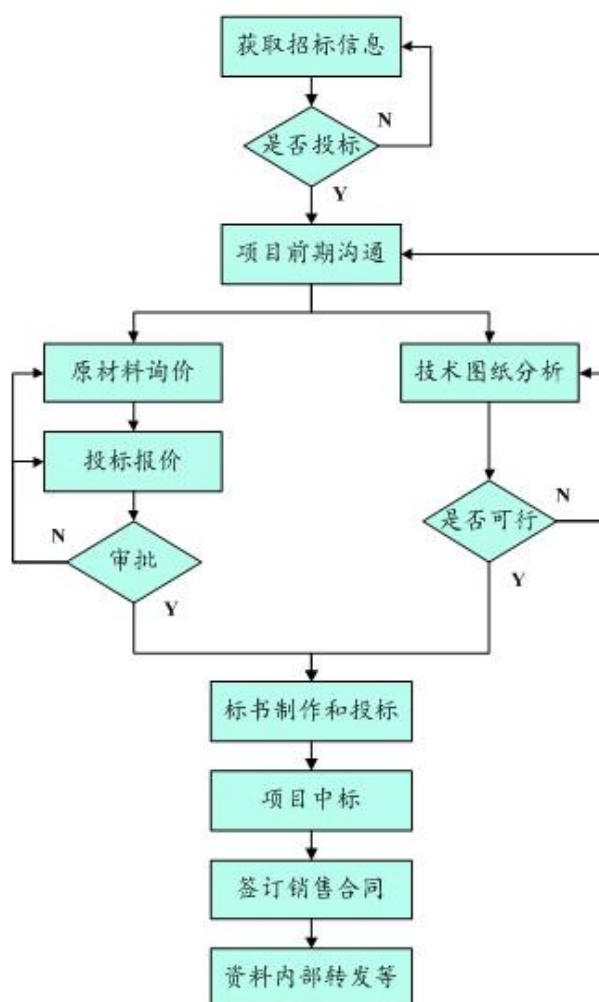 获取招标信息
N
是否投标
Y
项目前期沟通
原材料询价
技术图纸分析
投标报价
N
审批
Y
N
是否可行
Y
标书制作和投标
项目中标
签订销售合同
资料内部转发等